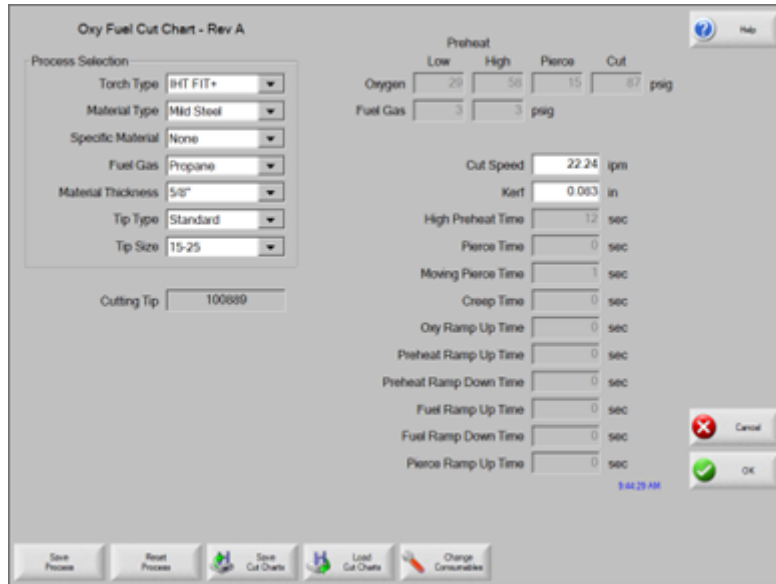 Oxy Fuel Cut Chart - Rev A
Help
Process Selection
Torch Type IHT FIT+
Material Type Mild Steel
Specific Material None
Fuel Gas Propane
Material Thickness 5/8"
Tip Type Standard
Tip Size 15-25
Cutting Tip 100889
Preheat
Low High Pierce Cut
Oxygen 29 58 15 87 psig
Fuel Gas 3 3 psig
Cut Speed 22.24 ipm
Kerf 0.083 in
High Preheat Time 12 sec
Pierce Time 0 sec
Moving Pierce Time 1 sec
Creep Time 0 sec
Oxy Ramp Up Time 0 sec
Preheat Ramp Up Time 0 sec
Preheat Ramp Down Time 0 sec
Fuel Ramp Up Time 0 sec
Fuel Ramp Down Time 0 sec
Pierce Ramp Up Time 0 sec
Cancel
OK
9:44:29 AM
Save Process
Reset Process
Save Cut Charts
Load Cut Charts
Change Consumables